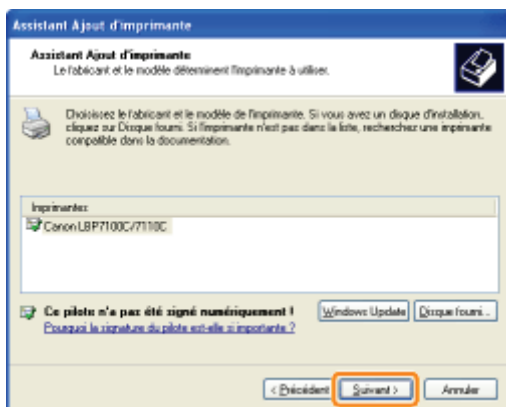 Assistant Ajout d'imprimante
Assistant Ajout d'imprimante
Le fabricant et le modèle déterminent l'imprimante à utiliser.
Choisissez le fabricant et le modèle de l'imprimante. Si vous avez un disque d'installation,
cliquez sur Disque fourni. Si l'imprimante n'est pas dans la liste, recherchez une imprimante
compatible dans la documentation.
Imprimantes
Canon LBP7100C/7110C
Ce pilote n'a pas été signé numériquement !
Windows Update
Disque fourni...
Pourquoi la signature du pilote est-elle si importante ?
< Précédent
Suivant >
Annuler